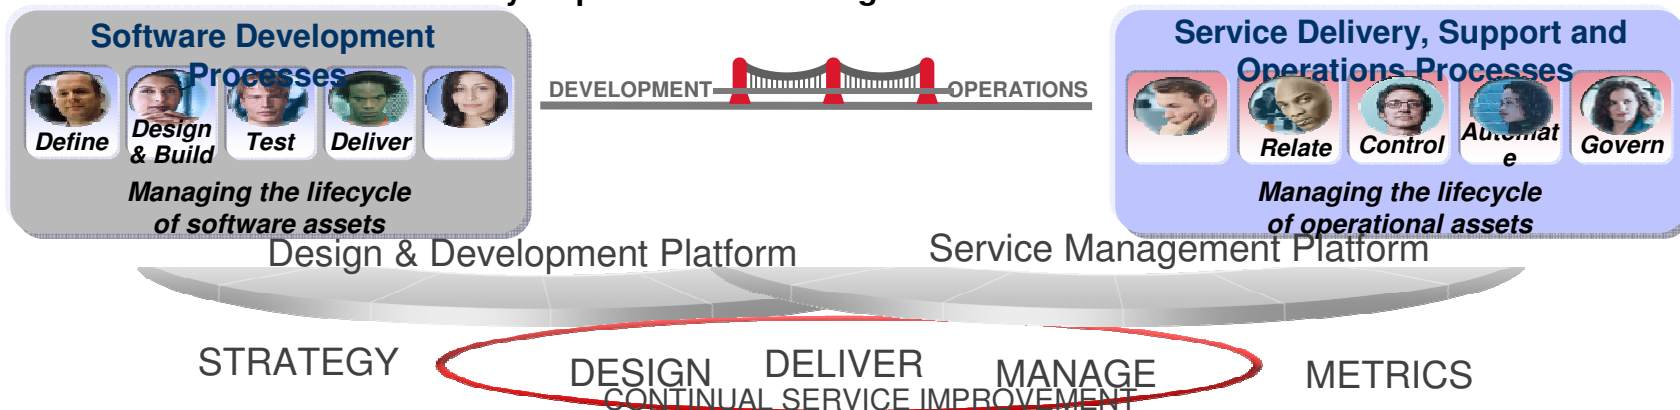 Software Development
Processes
Define
Design
& Build
Test
Deliver
Managing the lifecycle
of software assets
DEVELOPMENT
OPERATIONS
Service Delivery, Support and
Operations Processes
Relate
Control
Automat
e
Govern
Managing the lifecycle
of operational assets
Design & Development Platform
Service Management Platform
STRATEGY
DESIGN
DELIVER
MANAGE
METRICS
CONTINUAL SERVICE IMPROVEMENT